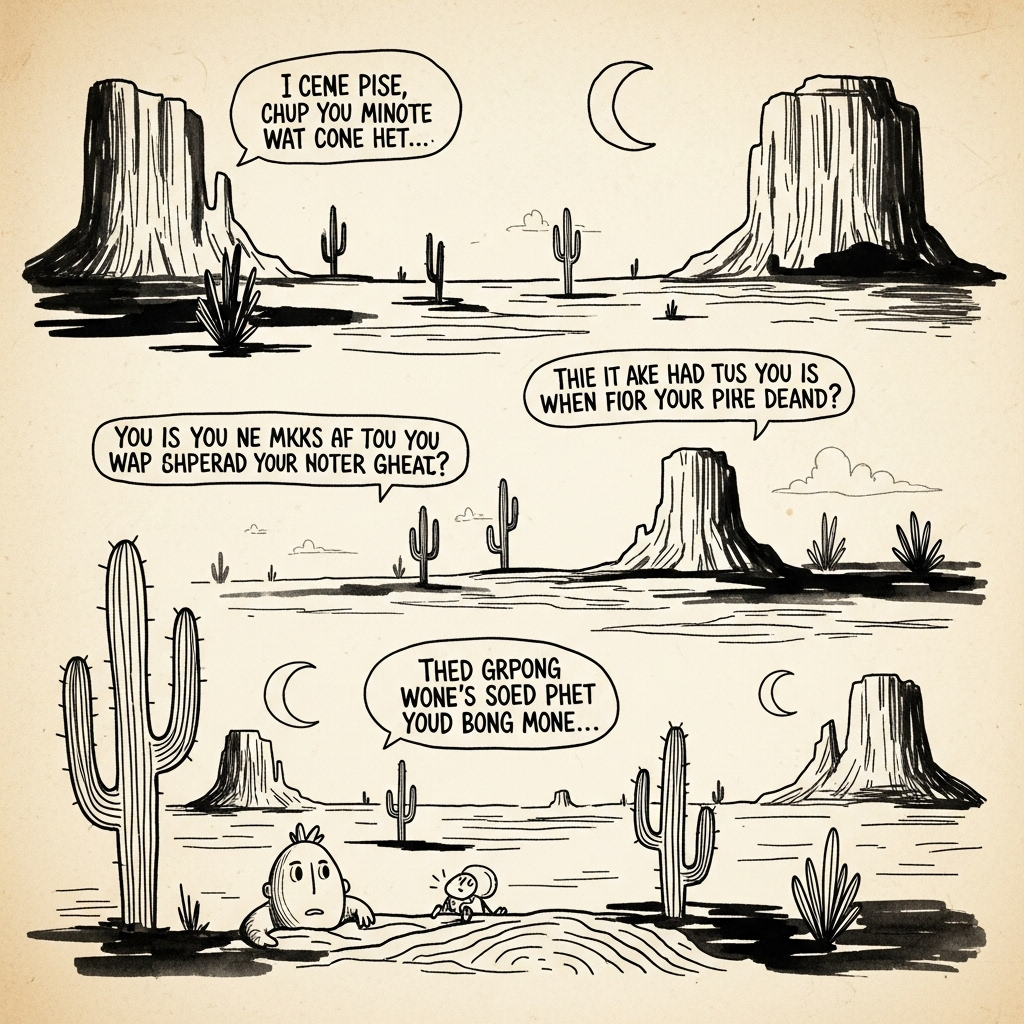 I CEME PISE,
CHUP YOU MINOTE
WAT CONE HET....
THIE IT AKE HAD TUS YOU IS
WHEN FIOR YOUR PIRE DEAND?
YOU IS YOU NE MKKS AF TOU YOU
WAP SHPERAD YOUR NOTER GHEAT.?
THED GRPONG
WONE'S SOED PHET
YOUD BONG MONE...